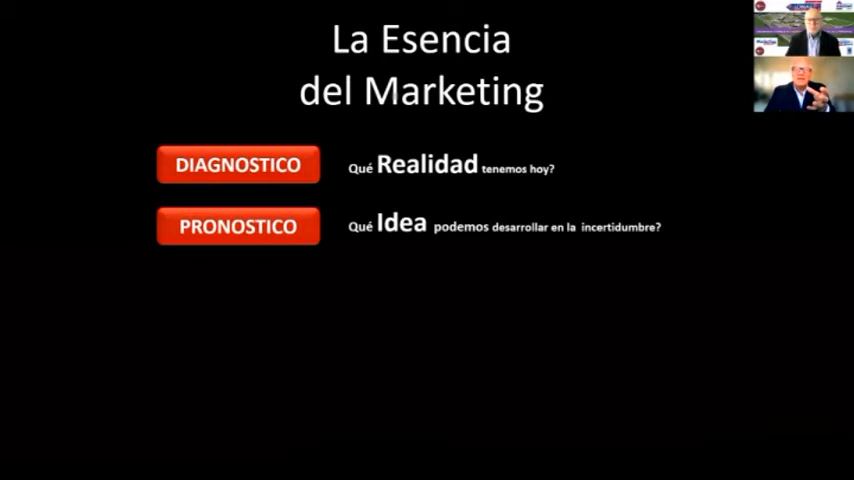 La Esencia
del Marketing
DIAGNOSTICO Qué Realidad tenemos hoy?
PRONOSTICO Qué Idea podemos desarrollar en la incertidumbre?